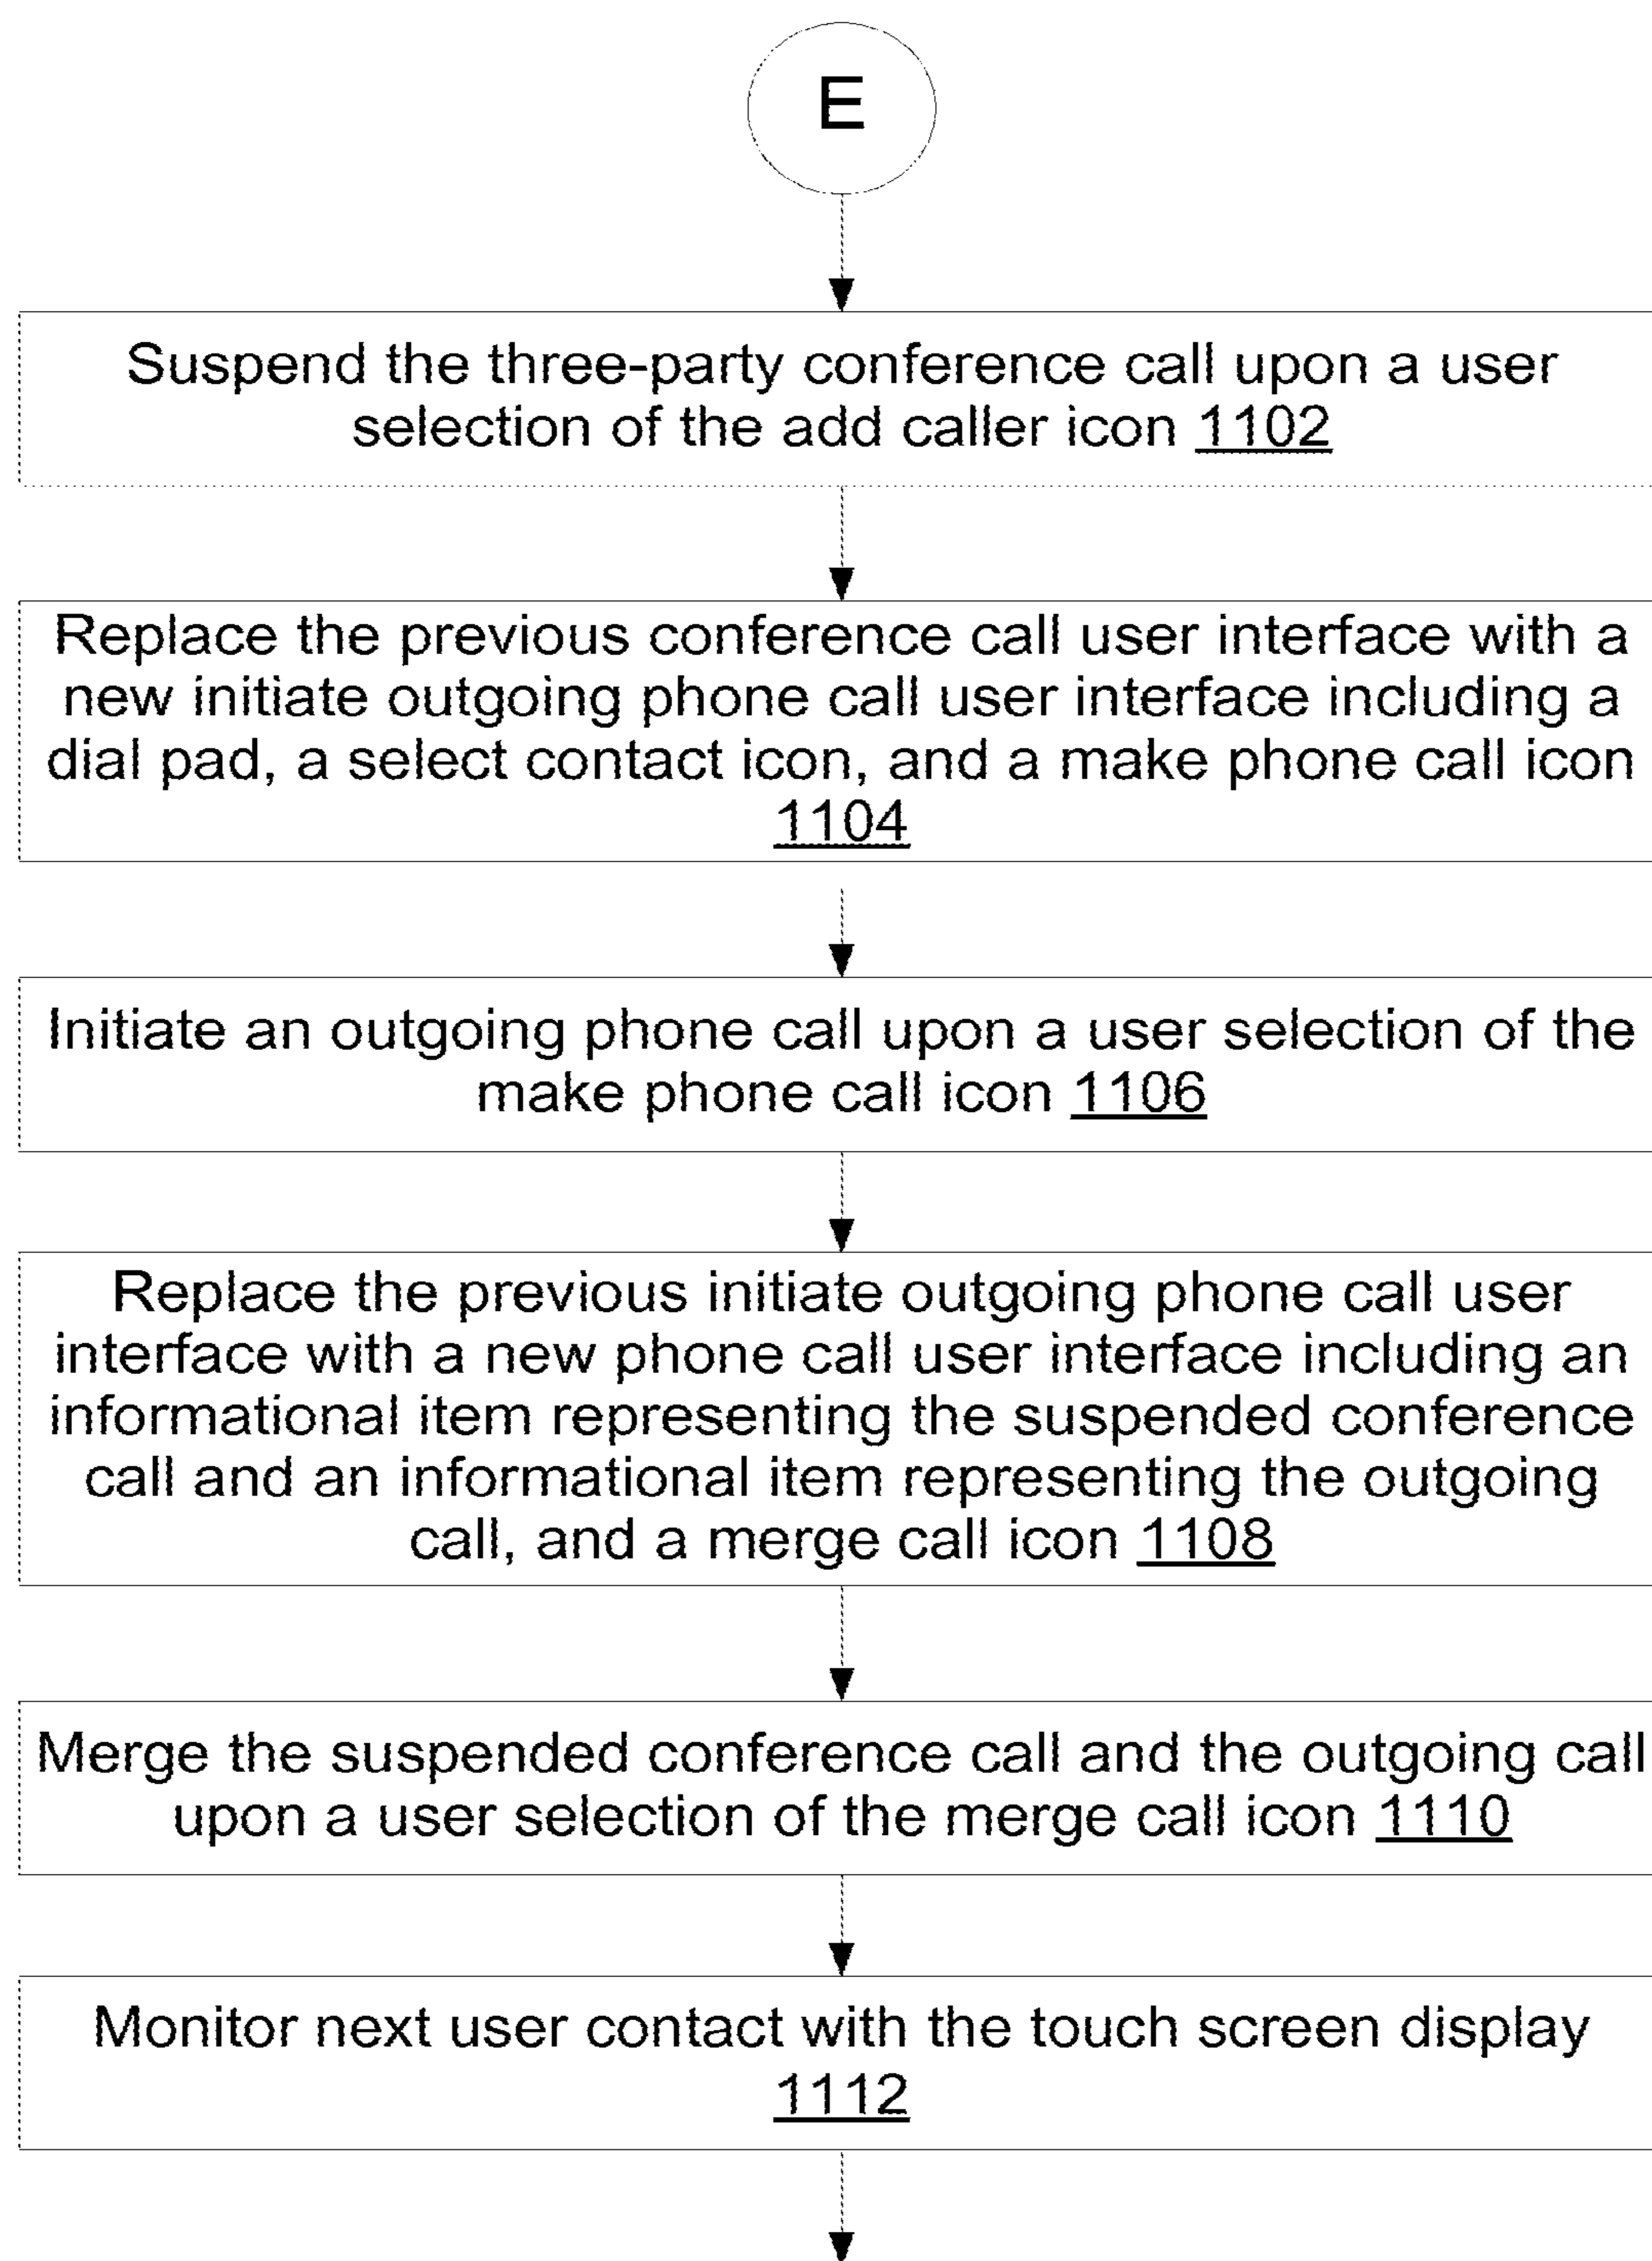 E
Suspend the three-party conference call upon a user
selection of the add caller icon 1102
Replace the previous conference call user interface with a
new initiate outgoing phone call user interface including a
dial pad, a select contact icon, and a make phone call icon
1104
Initiate an outgoing phone call upon a user selection of the
make phone call icon 1106
Replace the previous initiate outgoing phone call user
interface with a new phone call user interface including an
informational item representing the suspended conference
call and an informational item representing the outgoing
call, and a merge call icon 1108
Merge the suspended conference call and the outgoing call
upon a user selection of the merge call icon 1110
Monitor next user contact with the touch screen display
1112